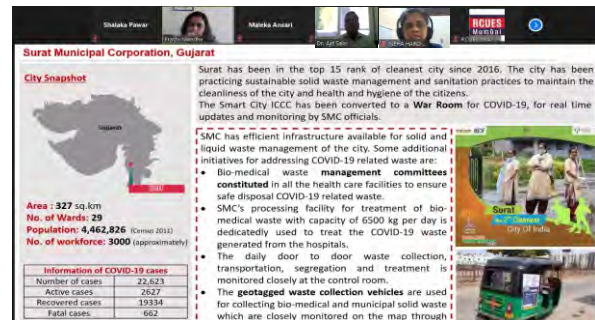 Shalaka Pawar
Maleka Ansari
RCUES
MUMBAI
Dr. Ajit Salvi
Surat Municipal Corporation, Gujarat
City Snapshot
Gujarat
SURAT
Area : 327 sq.km
No. of Wards: 29
Population: 4,462,826 (Census 2011)
No. of workforce: 3000 (approximately)
Information of COVID-19 cases
Number of cases 22,623
Active cases 2627
Recovered cases 19334
Fatal cases 662
Surat has been in the top 15 rank of cleanest city since 2016. The city has been
practicing sustainable solid waste management and sanitation practices to maintain the
cleanliness of the city and health and hygiene of the citizens.
The Smart City ICCC has been converted to a War Room for COVID-19, for real time
updates and monitoring by SMC officials.
SMC has efficient infrastructure available for solid and
liquid waste management of the city. Some additional
initiatives for addressing COVID-19 related waste are:
• Bio-medical waste management committees
constituted in all the health care facilities to ensure
safe disposal COVID-19 related waste.
• SMC's processing facility for treatment of bio-
medical waste with capacity of 6500 kg per day is
dedicatedly used to treat the COVID-19 waste
generated from the hospitals.
• The daily door to door waste collection,
transportation, segregation and treatment is
monitored closely at the control room.
• The geotagged waste collection vehicles are used
for collecting bio-medical and municipal solid waste
which are closely monitored on the map through
Surat
Cleanest
City Of India